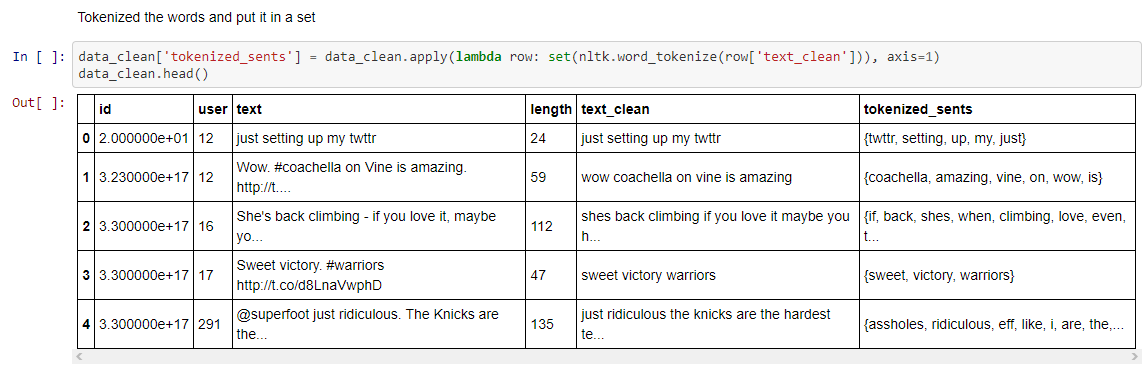 Tokenized the words and put it in a set
In [ ]: data_clean['tokenized_sents'] = data_clean.apply(lambda row: set(nltk.word_tokenize(row['text_clean'])), axis=1)
data_clean.head()
Out[ ]:
id user text length text_clean tokenized_sents
0 2.000000e+01 12 just setting up my twttr 24 just setting up my twttr {twttr, setting, up, my, just}
1 3.230000e+17 12 Wow. #coachella on Vine is amazing. 59 wow coachella on vine is amazing {coachella, amazing, vine, on, wow, is}
http://t....
2 3.300000e+17 16 She's back climbing - if you love it, maybe 112 shes back climbing if you love it maybe you {if, back, shes, when, climbing, love, even,
yo... h... t...
3 3.300000e+17 17 Sweet victory. #warriors 47 sweet victory warriors {sweet, victory, warriors}
http://t.co/d8LnaVwphD
4 3.300000e+17 291 @superfoot just ridiculous. The Knicks are 135 just ridiculous the knicks are the hardest {assholes, ridiculous, eff, like, i, are, the,...
the... te...